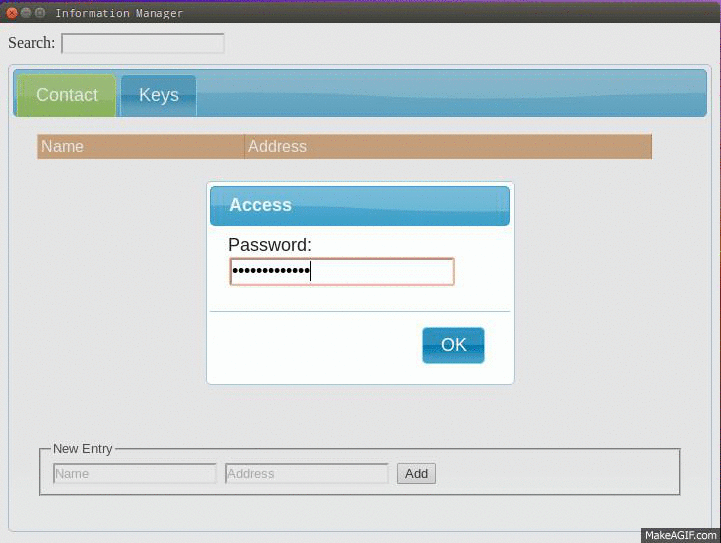 Information Manager
Search:
Contact
Keys
Name
Address
Access
Password:
•••••••••••••
OK
New Entry
Name
Address
Add
MakeAGIF.com